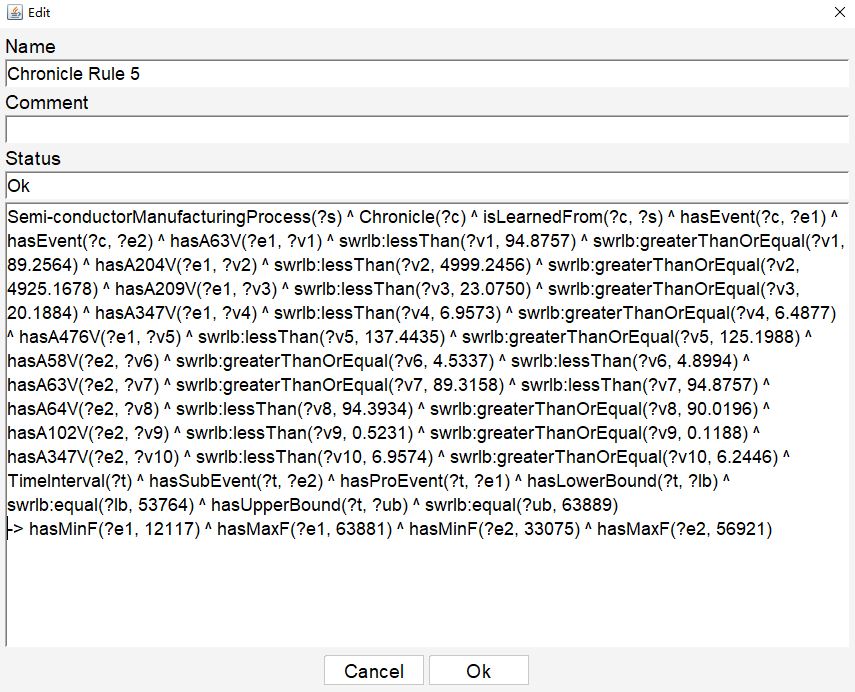 Edit
Name
Chronicle Rule 5
Comment
Status
Ok
Semi-conductorManufacturingProcess(?s) ^ Chronicle(?c) ^ isLearnedFrom(?c, ?s) ^ hasEvent(?c, ?e1) ^
hasEvent(?c, ?e2) ^ hasA63V(?e1, ?v1) ^ swrlb:lessThan(?v1, 94.8757) ^ swrlb:greaterThanOrEqual(?v1,
89.2564) ^ hasA204V(?e1, ?v2) ^ swrlb:lessThan(?v2, 4999.2456) ^ swrlb:greaterThanOrEqual(?v2,
4925.1678) ^ hasA209V(?e1, ?v3) ^ swrlb:lessThan(?v3, 23.0750) ^ swrlb:greaterThanOrEqual(?v3,
20.1884) ^ hasA347V(?e1, ?v4) ^ swrlb:lessThan(?v4, 6.9573) ^ swrlb:greaterThanOrEqual(?v4, 6.4877)
^ hasA476V(?e1, ?v5) ^ swrlb:lessThan(?v5, 137.4435) ^ swrlb:greaterThanOrEqual(?v5, 125.1988) ^
hasA58V(?e2, ?v6) ^ swrlb:greaterThanOrEqual(?v6, 4.5337) ^ swrlb:lessThan(?v6, 4.8994) ^
hasA63V(?e2, ?v7) ^ swrlb:greaterThanOrEqual(?v7, 89.3158) ^ swrlb:lessThan(?v7, 94.8757) ^
hasA64V(?e2, ?v8) ^ swrlb:lessThan(?v8, 94.3934) ^ swrlb:greaterThanOrEqual(?v8, 90.0196) ^
hasA102V(?e2, ?v9) ^ swrlb:lessThan(?v9, 0.5231) ^ swrlb:greaterThanOrEqual(?v9, 0.1188) ^
hasA347V(?e2, ?v10) ^ swrlb:lessThan(?v10, 6.9574) ^ swrlb:greaterThanOrEqual(?v10, 6.2446) ^
TimeInterval(?t) ^ hasSubEvent(?t, ?e2) ^ hasProEvent(?t, ?e1) ^ hasLowerBound(?t, ?lb) ^
swrlb:equal(?lb, 53764) ^ hasUpperBound(?t, ?ub) ^ swrlb:equal(?ub, 63889)
-> hasMinF(?e1, 12117) ^ hasMaxF(?e1, 63881) ^ hasMinF(?e2, 33075) ^ hasMaxF(?e2, 56921)
Cancel
Ok